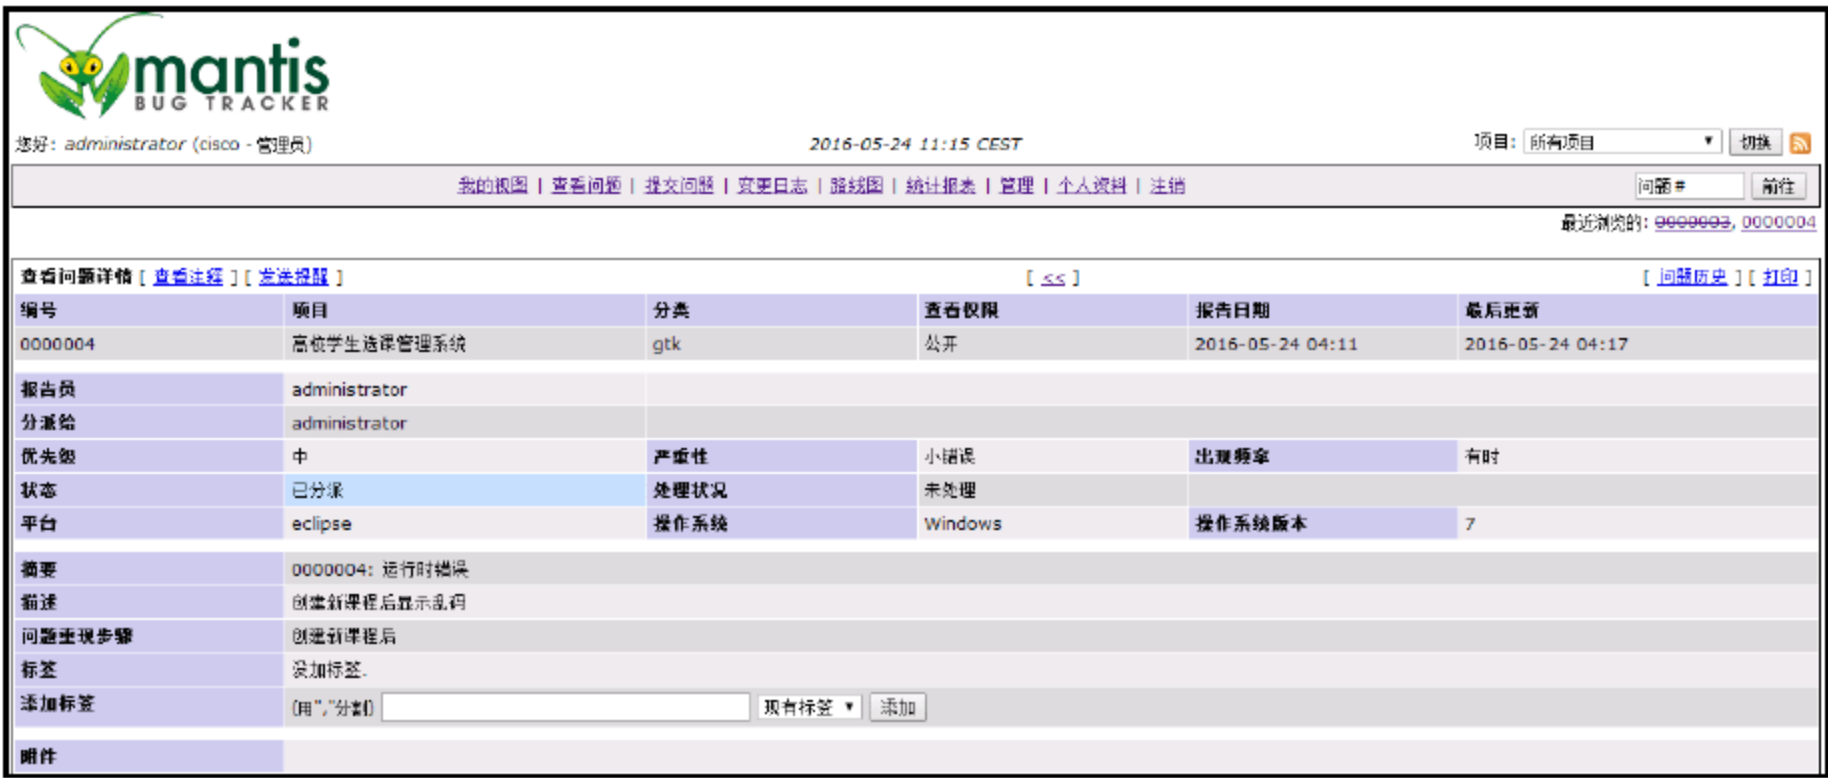 mantis
BUG TRACKER
您好: administrator (cisco - 管理员)
2016-05-24 11:15 CEST
项目: 所有项目 切换
我的视图 | 查看问题 | 提交问题 | 变更日志 | 路线图 | 统计报表 | 管理 | 个人资料 | 注销
问题 # 前往
最近浏览的: 0000003, 0000004
查看问题详情 [ 查看注释 ] [ 发送提醒 ] [ << ] [ 问题历史 ] [ 打印 ]
编号 项目 分类 查看权限 报告日期 最后更新
0000004 高校学生选课管理系统 gtk 公开 2016-05-24 04:11 2016-05-24 04:17
报告员 administrator
分派给 administrator
优先级 中 严重性 小错误 出现频率 有时
状态 已分派 处理状况 未处理
平台 eclipse 操作系统 Windows 操作系统版本 7
摘要 0000004: 运行时错误
描述 创建新课程后显示乱码
问题重现步骤 创建新课程后
标签 没加标签.
添加标签 (用","分割) 现有标签 添加
附件